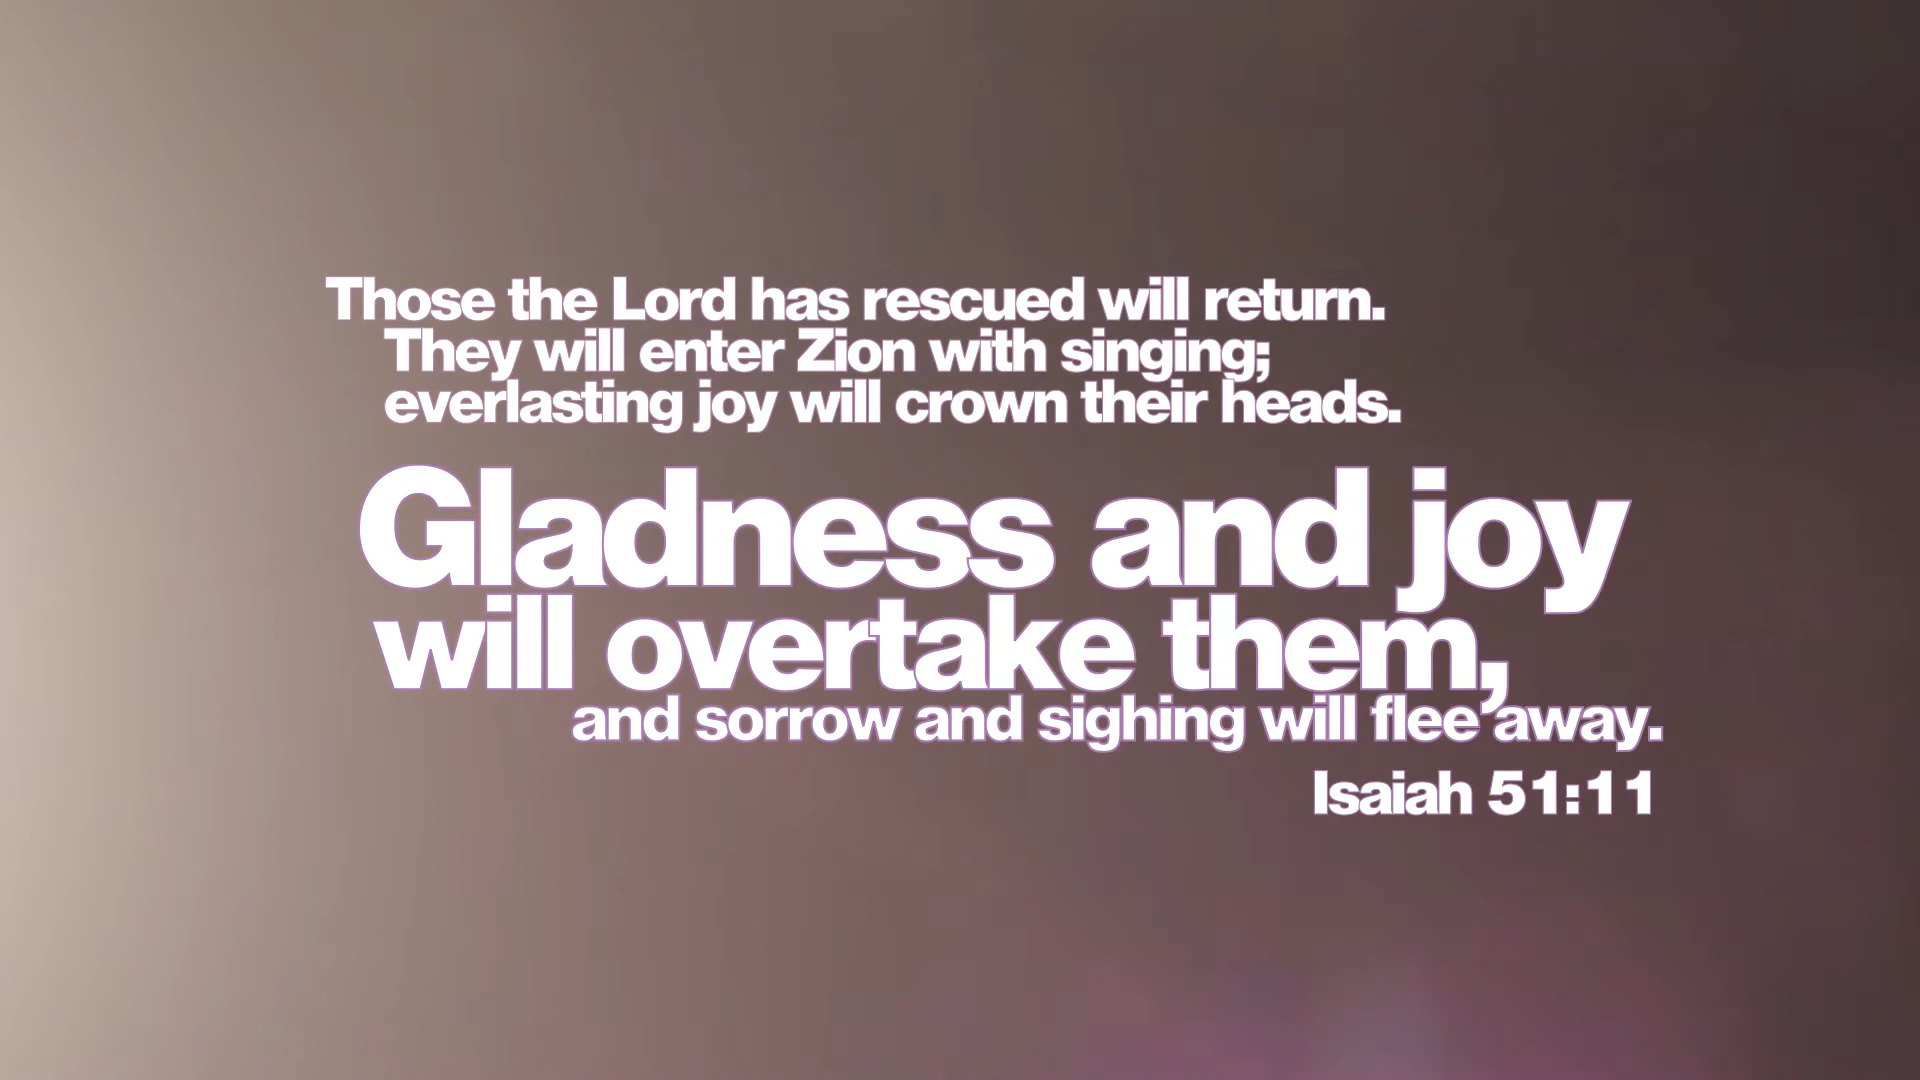 Those the Lord has rescued will return.
They will enter Zion with singing;
everlasting joy will crown their heads.
Gladness and joy
will overtake them,
and sorrow and sighing will flee away.
Isaiah 51:11